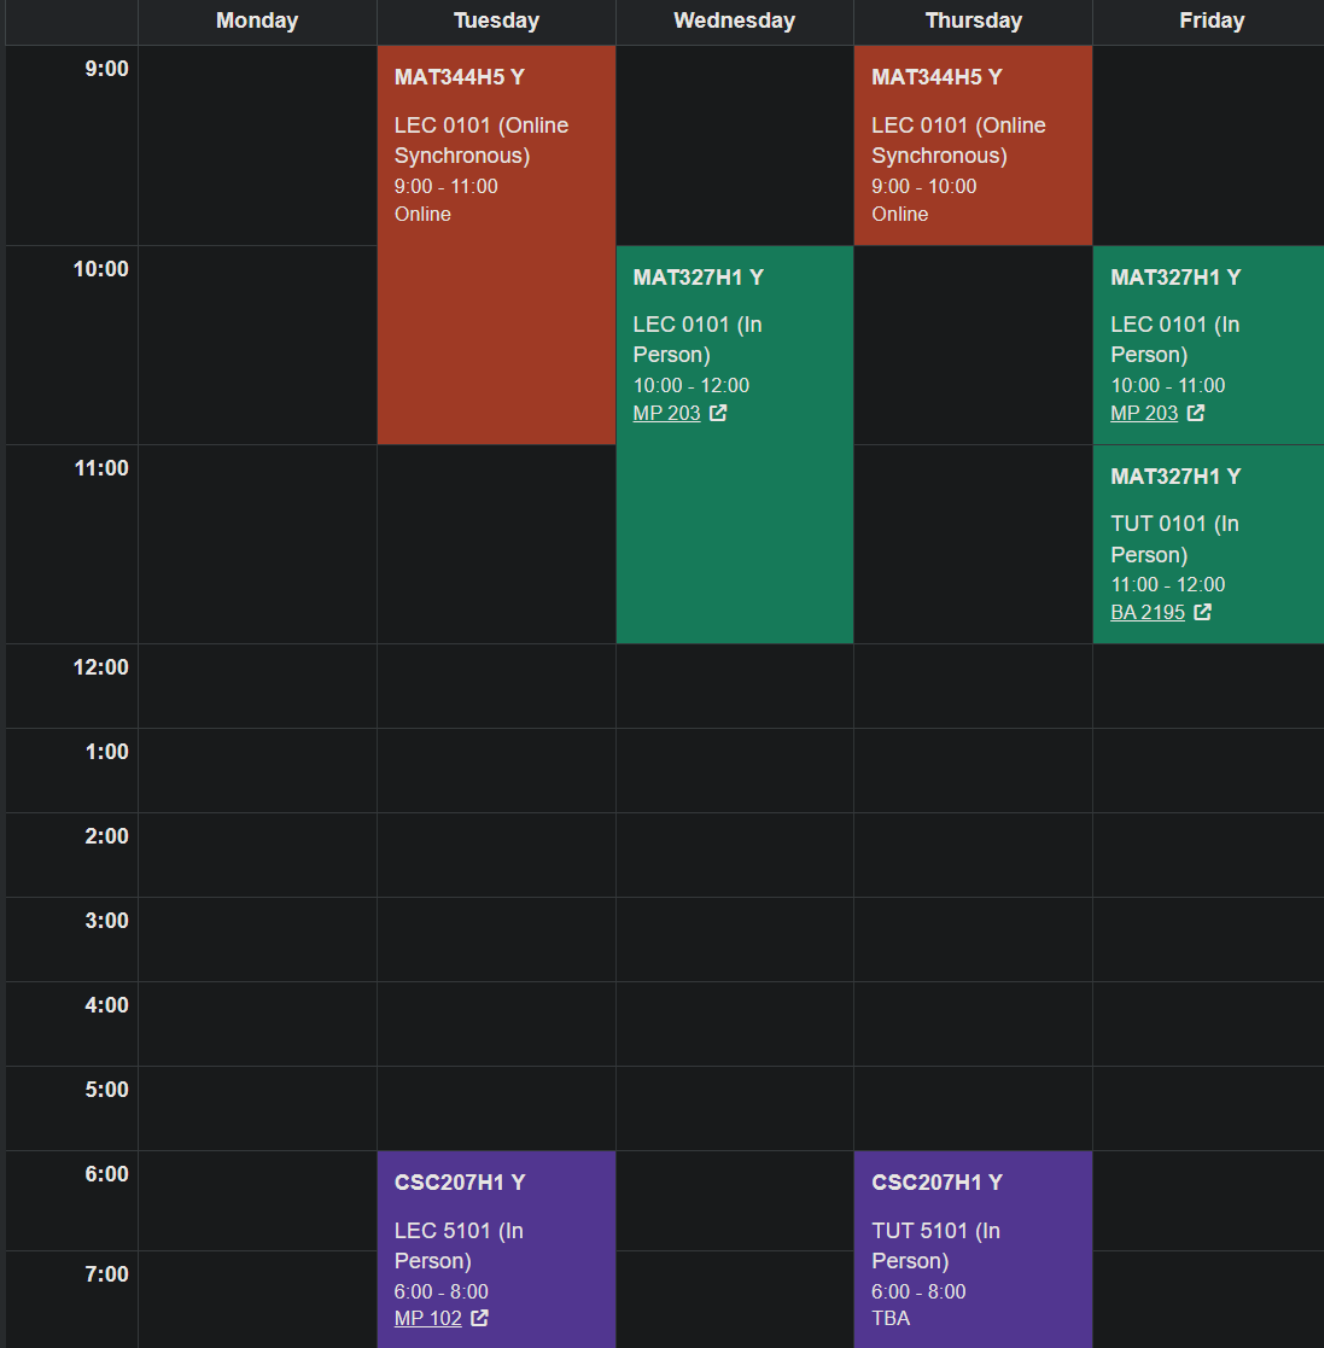 Monday Tuesday Wednesday Thursday Friday
9:00
MAT344H5 Y
LEC 0101 (Online
Synchronous)
9:00 - 11:00
Online
MAT344H5 Y
LEC 0101 (Online
Synchronous)
9:00 - 10:00
Online
10:00
MAT327H1 Y
LEC 0101 (In
Person)
10:00 - 12:00
MP 203
MAT327H1 Y
LEC 0101 (In
Person)
10:00 - 11:00
MP 203
11:00
MAT327H1 Y
TUT 0101 (In
Person)
11:00 - 12:00
BA 2195
12:00
1:00
2:00
3:00
4:00
5:00
6:00
CSC207H1 Y
LEC 5101 (In
Person)
6:00 - 8:00
MP 102
CSC207H1 Y
TUT 5101 (In
Person)
6:00 - 8:00
TBA
7:00